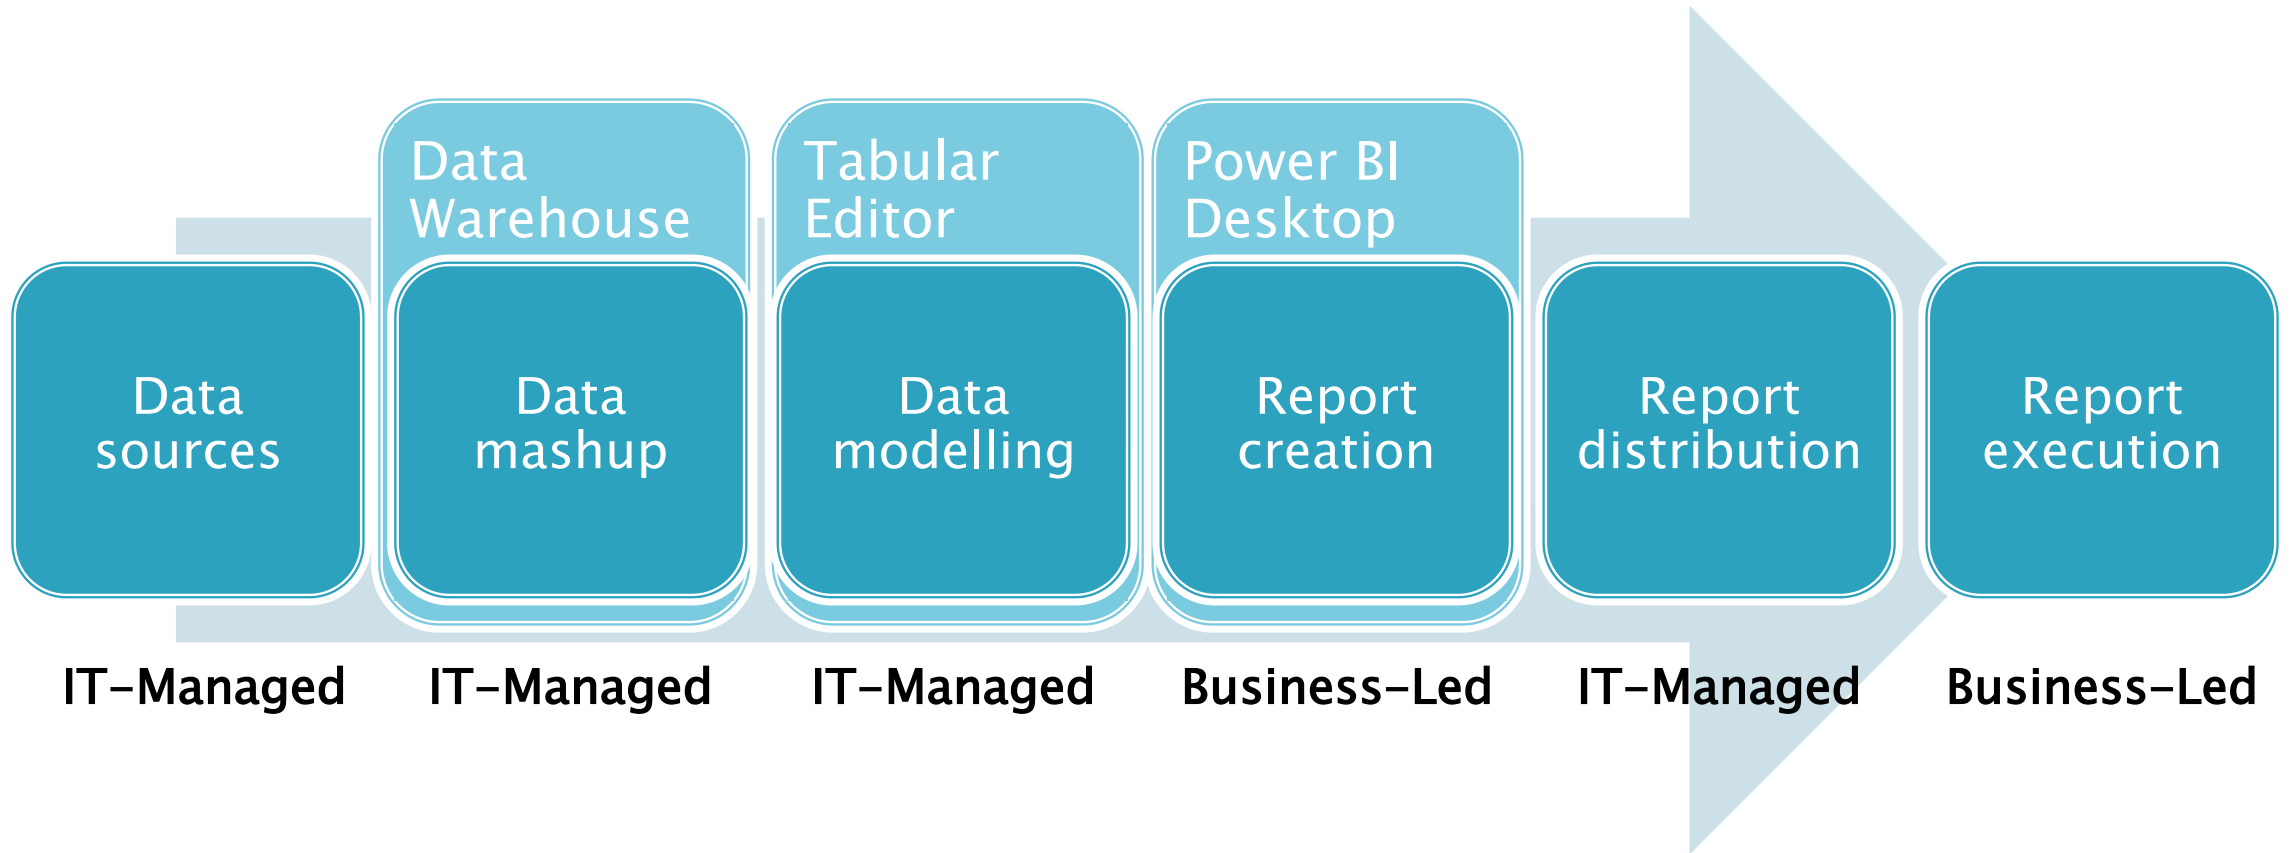 Data
Warehouse
Tabular
Editor
Power BI
Desktop
Data
sources
Data
mashup
Data
modelling
Report
creation
Report
distribution
Report
execution
IT-Managed
IT-Managed
IT-Managed
Business-Led
IT-Managed
Business-Led